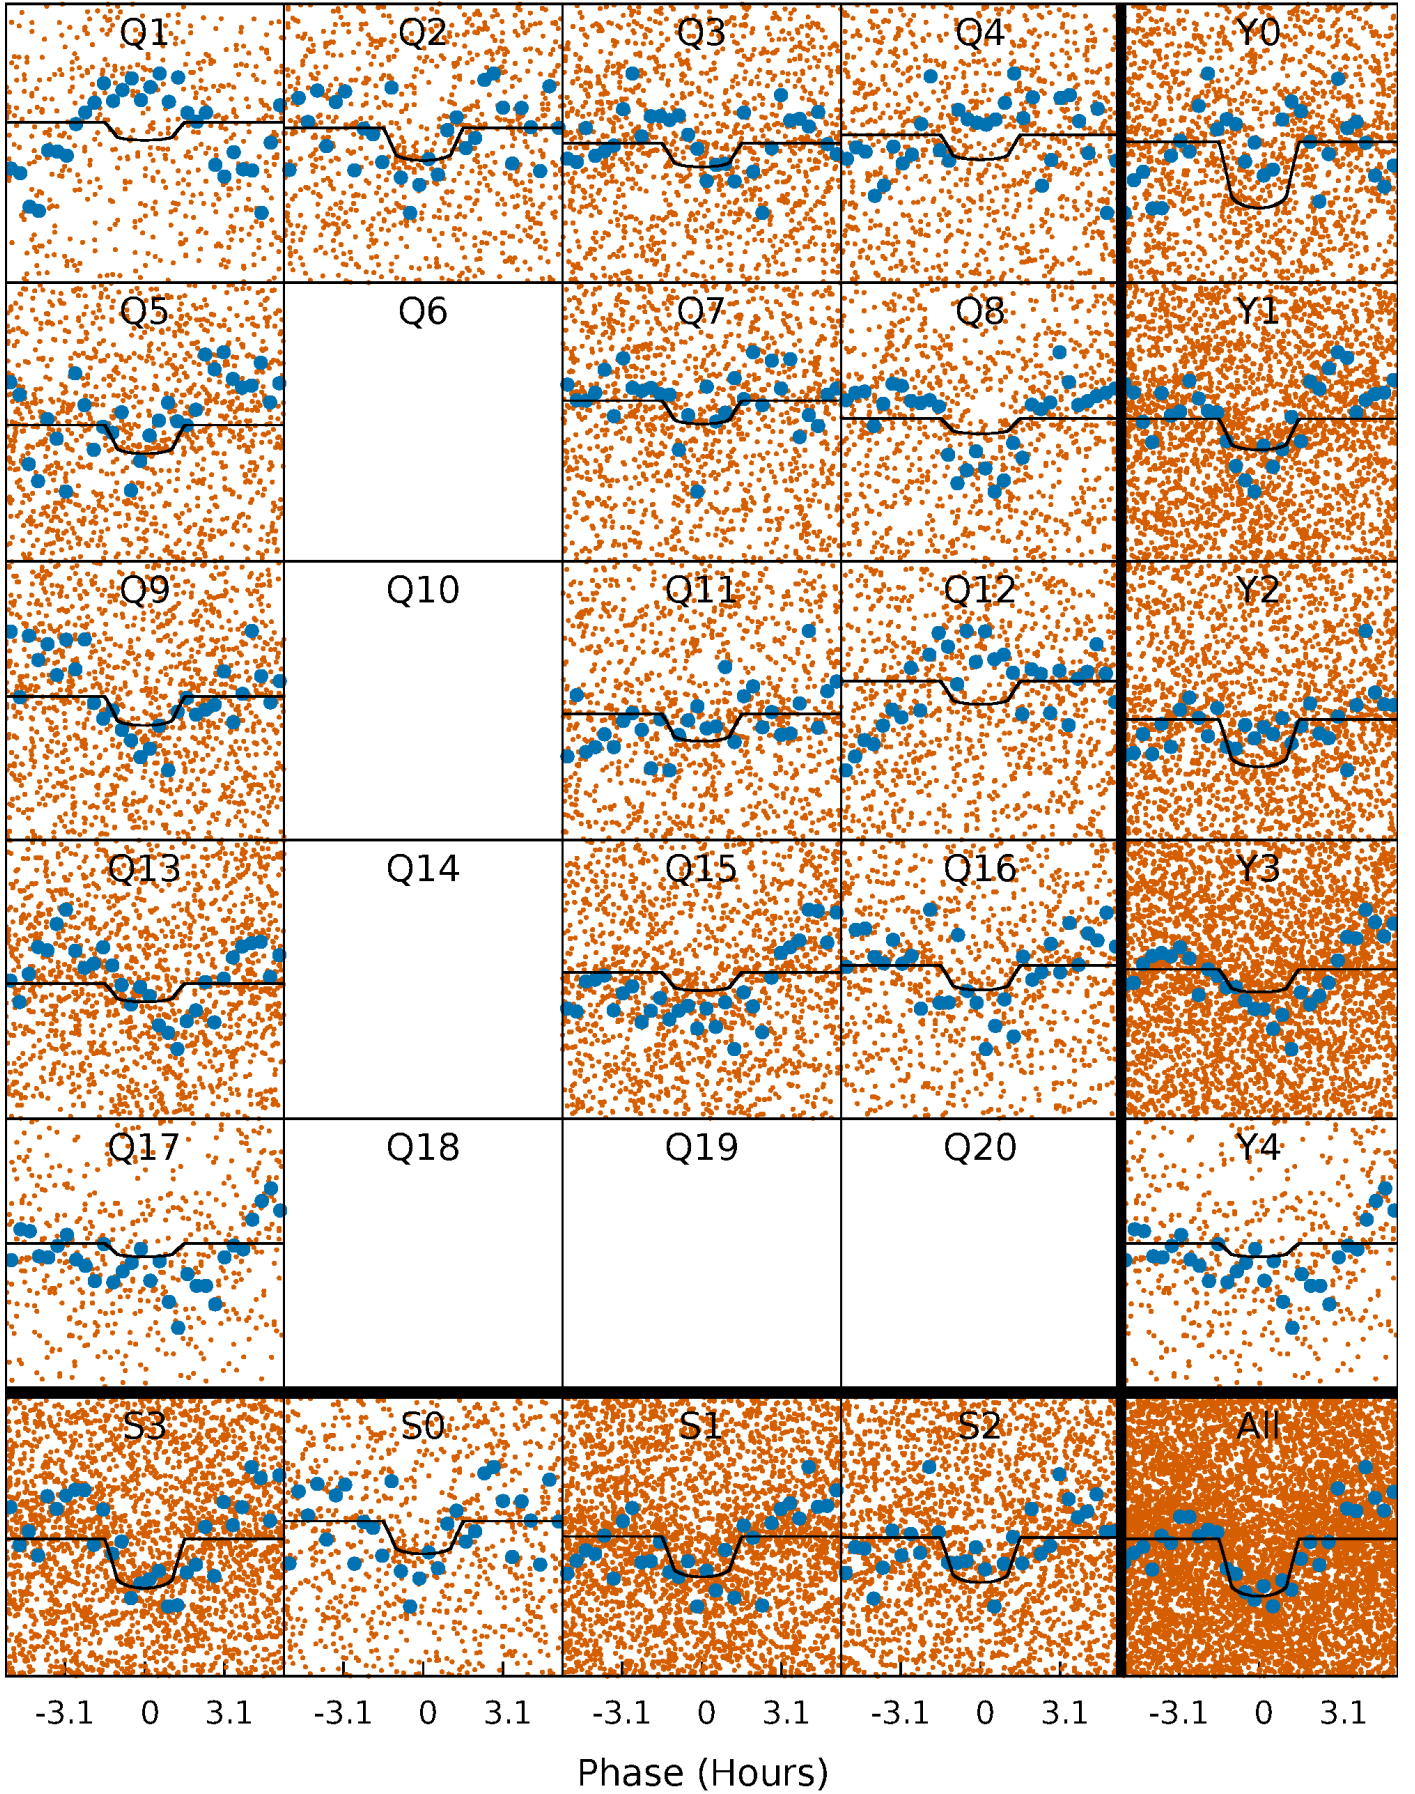 Q1 Q2 Q3 Q4 Y0
Q5 Q6 Q7 Q8 Y1
Q9 Q10 Q11 Q12 Y2
Q13 Q14 Q15 Q16 Y3
Q17 Q18 Q19 Q20 Y4
S3 S0 S1 S2 All
-3.1 0 3.1 -3.1 0 3.1 -3.1 0 3.1 -3.1 0 3.1 -3.1 0 3.1
Phase (Hours)